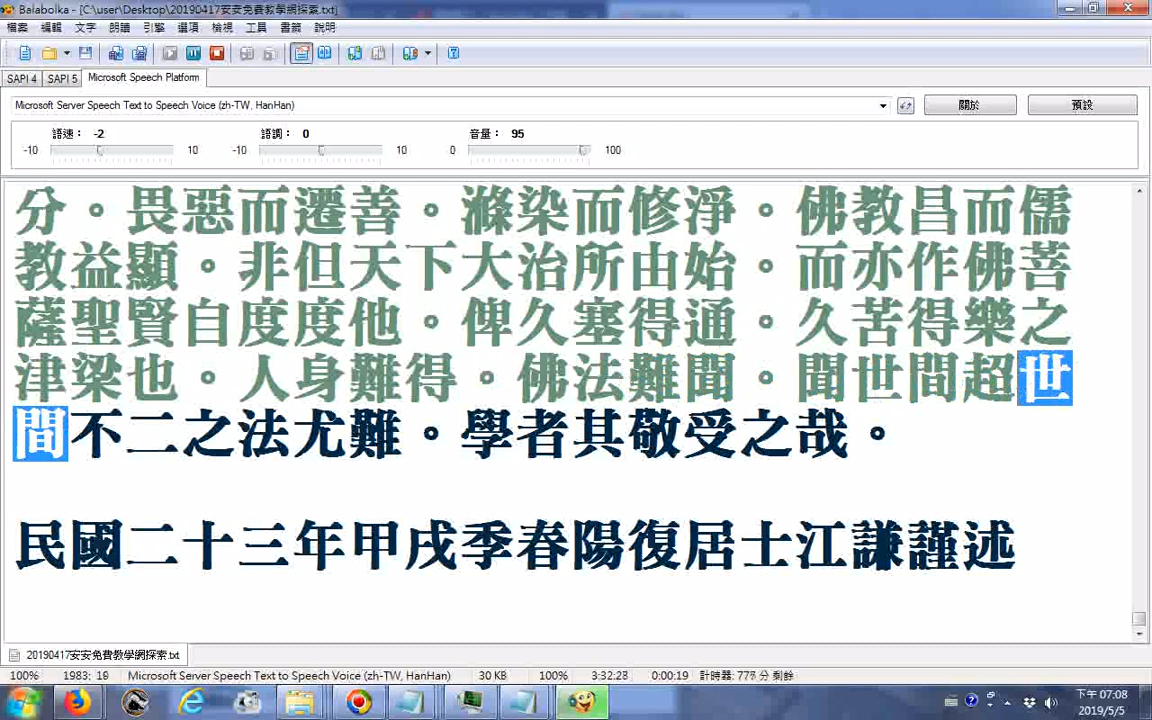 Balabolka - [C:\user\Desktop\20190417安安免費教學網探索.txt]
檔案 編輯 文字 朗讀 引擎 選項 檢視 工具 書籤 說明
SAPI 4 SAPI 5 Microsoft Speech Platform
Microsoft Server Speech Text to Speech Voice (zh-TW, HanHan) 關於 預設
語速： -2 語調： 0 音量： 95
-10 10 -10 10 0 100
分。畏惡而遷善。滌染而修淨。佛教昌而儒
教益顯。非但天下大治所由始。而亦作佛菩
薩聖賢自度度他。俾久塞得通。久苦得樂之
津梁也。人身難得。佛法難聞。聞世間超世
間不二之法尤難。學者其敬受之哉。
民國二十三年甲戌季春陽復居士江謙謹述
20190417安安免費教學網探索.txt
100% 1983: 19 Microsoft Server Speech Text to Speech Voice (zh-TW, HanHan) 30 KB 100% 3:32:23 0:00:19 計時器: 77 分 剩餘
下午 07:08
2019/5/5